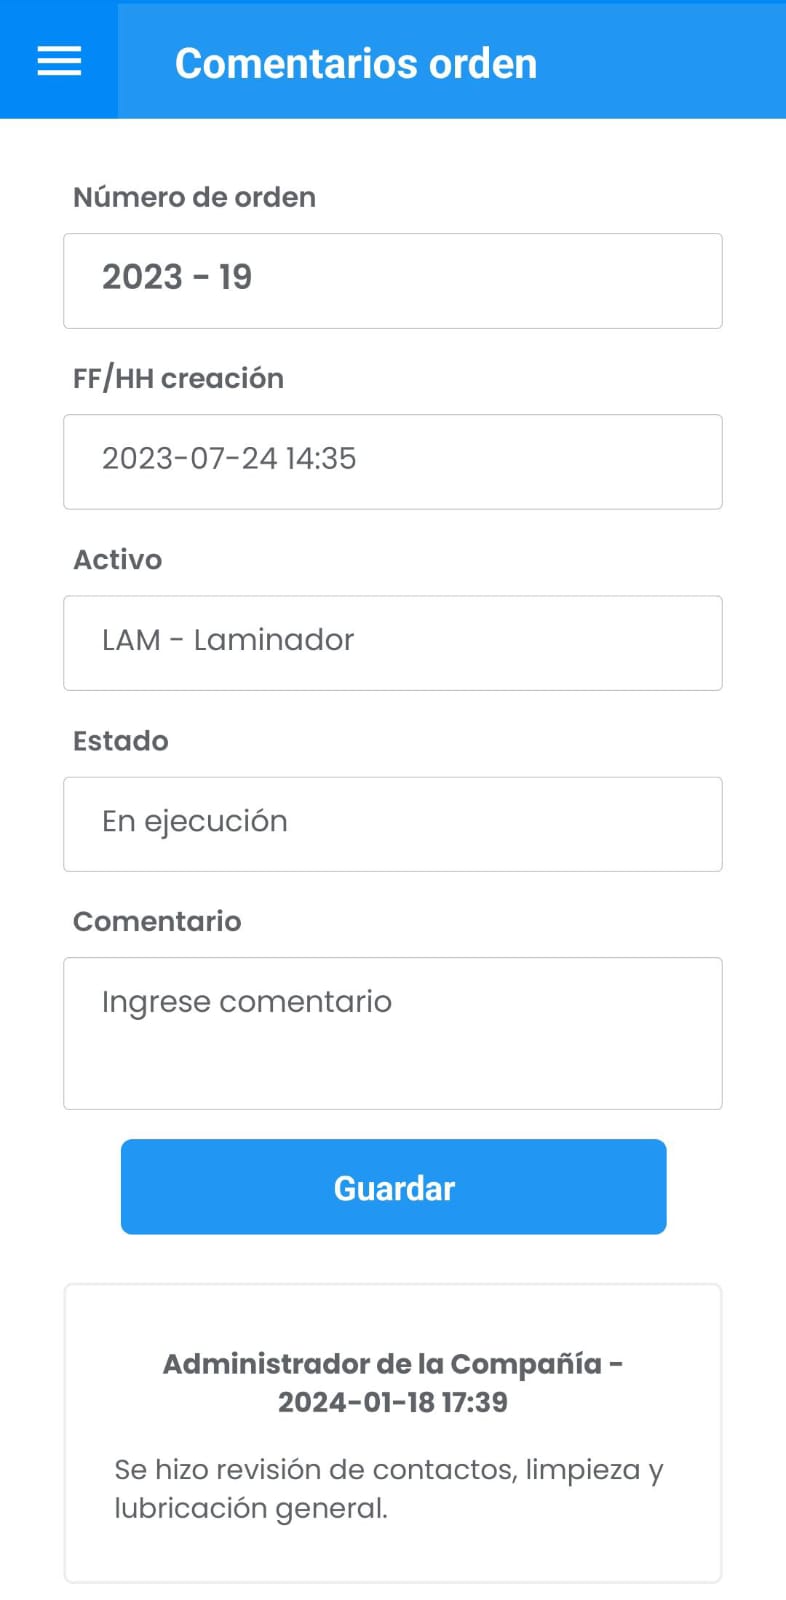 Comentarios orden
Número de orden
2023 - 19
FF/HH creación
2023-07-24 14:35
Activo
LAM - Laminador
Estado
En ejecución
Comentario
Ingrese comentario
Guardar
Administrador de la Compañía -
2024-01-18 17:39
Se hizo revisión de contactos, limpieza y
lubricación general.